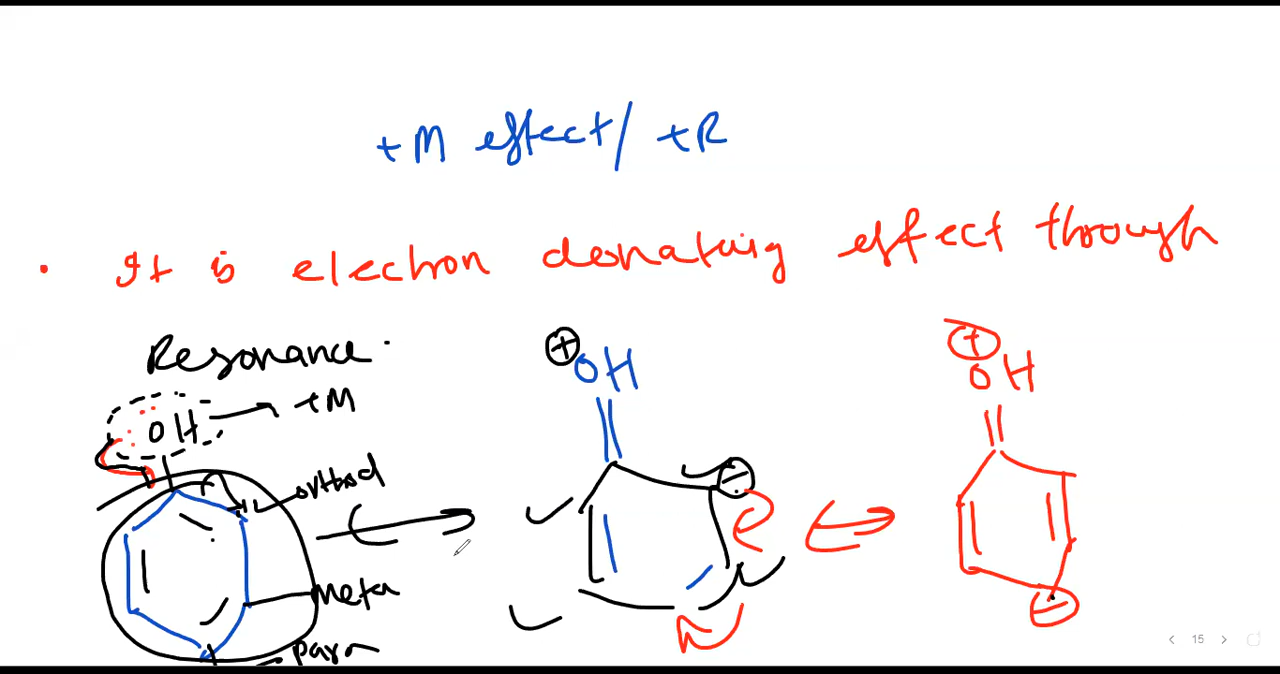 +M effect/ +R
• It is electron donating effect through
Resonance.
OH → +M
ortho
meta
para
+
OH
−
+
OH
−
15